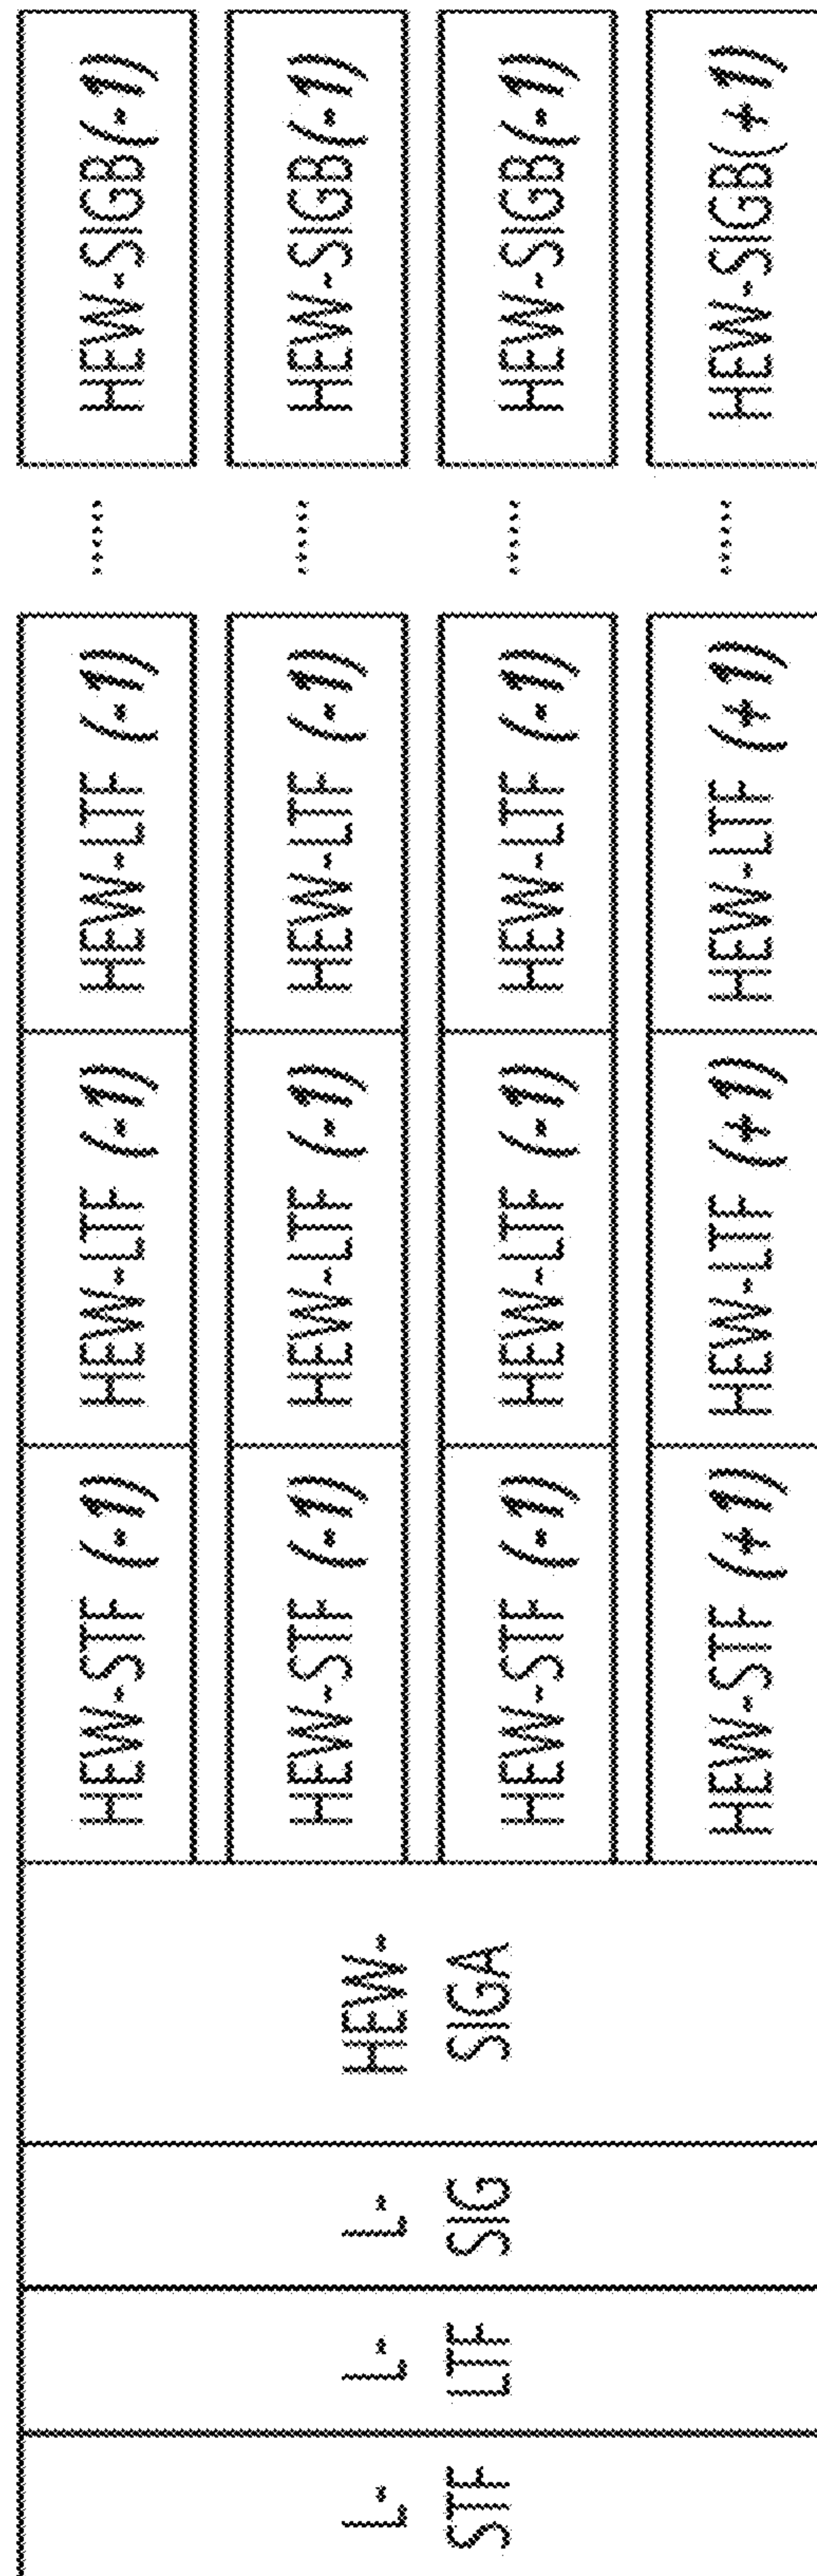 L-
STF
L-
LTF
L-
SIG
HEW-
SIGA
HEW-STF (-1)
HEW-LTF (-1)
HEW-LTF (-1)
.....
HEW-SIGB(-1)
HEW-STF (-1)
HEW-LTF (-1)
HEW-LTF (-1)
.....
HEW-SIGB(-1)
HEW-STF (-1)
HEW-LTF (-1)
HEW-LTF (-1)
.....
HEW-SIGB(-1)
HEW-STF (+1)
HEW-LTF (+1)
HEW-LTF (+1)
.....
HEW-SIGB(+1)